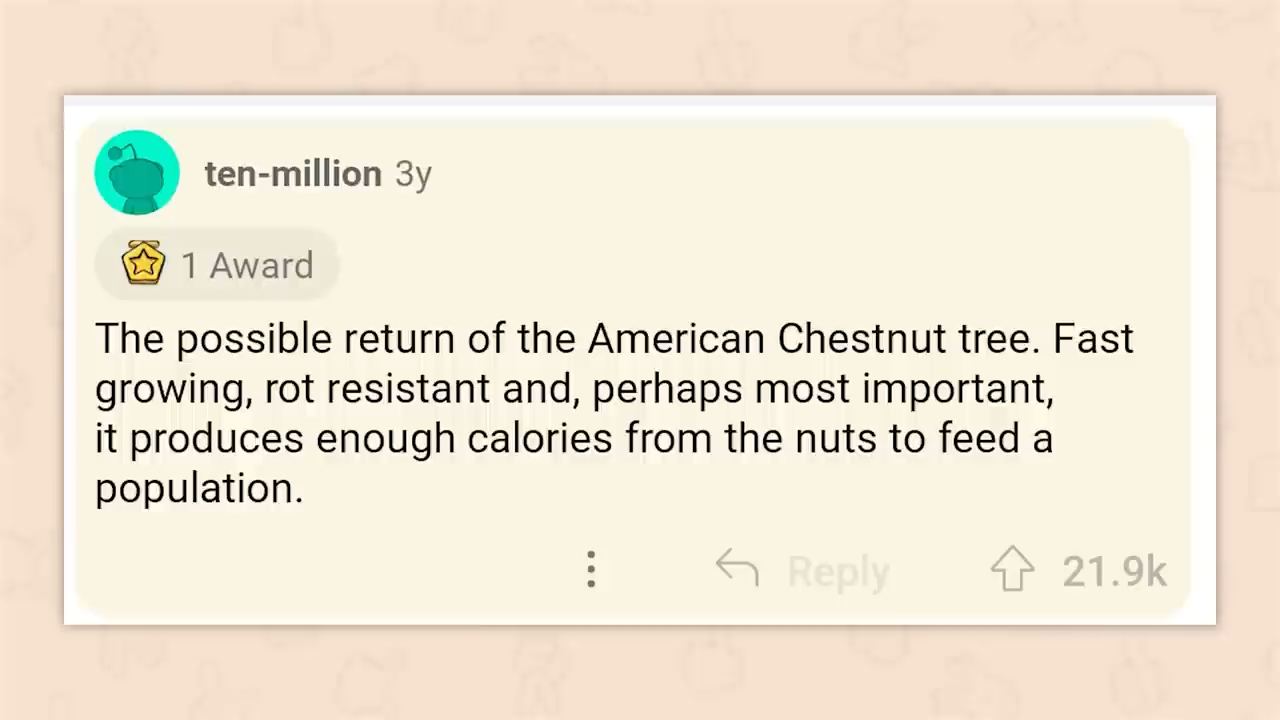 ten-million 3y
1 Award
The possible return of the American Chestnut tree. Fast
growing, rot resistant and, perhaps most important,
it produces enough calories from the nuts to feed a
population.
Reply 21.9k